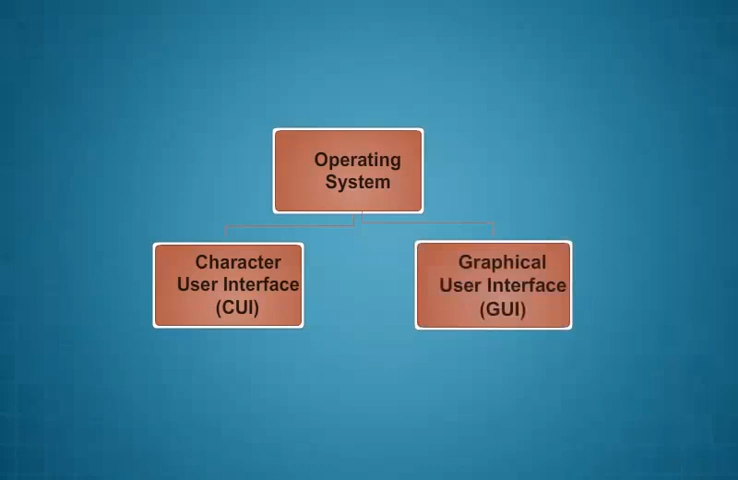 Operating
System
Character
User Interface
(CUI)
Graphical
User Interface
(GUI)